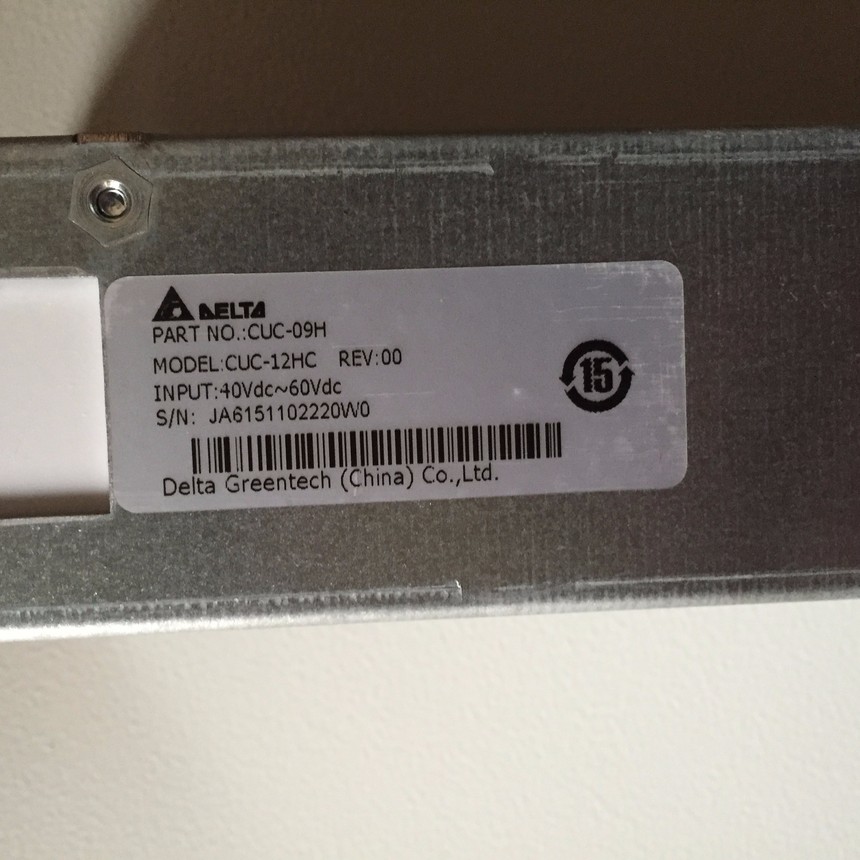 DELTA
PART NO.:CUC-09H
MODEL:CUC-12HC REV:00
INPUT:40Vdc~60Vdc
S/N: JA6151102220W0
15
Delta Greentech (China) Co.,Ltd.